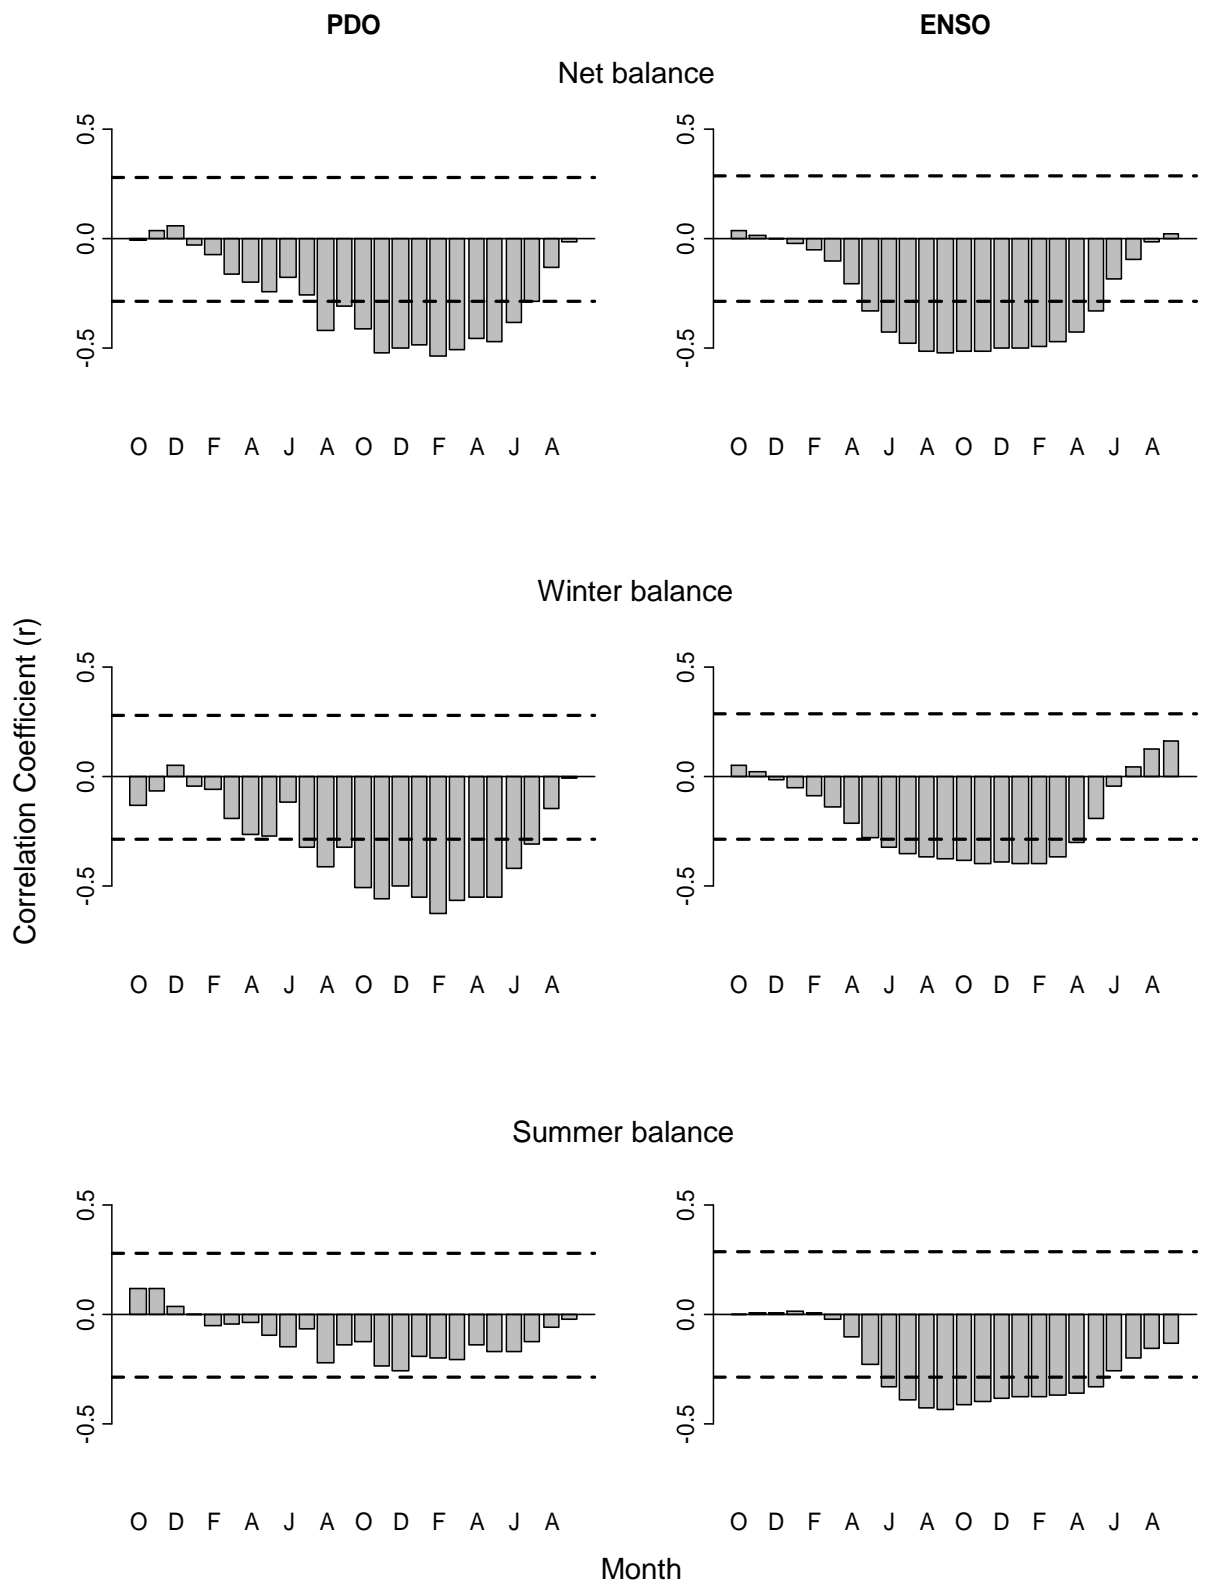 PDO ENSO
Net balance
0.5 0.5
0.0 0.0
-0.5 -0.5
O D F A J A O D F A J A O D F A J A O D F A J A
Winter balance
Correlation Coefficient (r)
0.5 0.5
0.0 0.0
-0.5 -0.5
O D F A J A O D F A J A O D F A J A O D F A J A
Summer balance
0.5 0.5
0.0 0.0
-0.5 -0.5
O D F A J A O D F A J A O D F A J A O D F A J A
Month